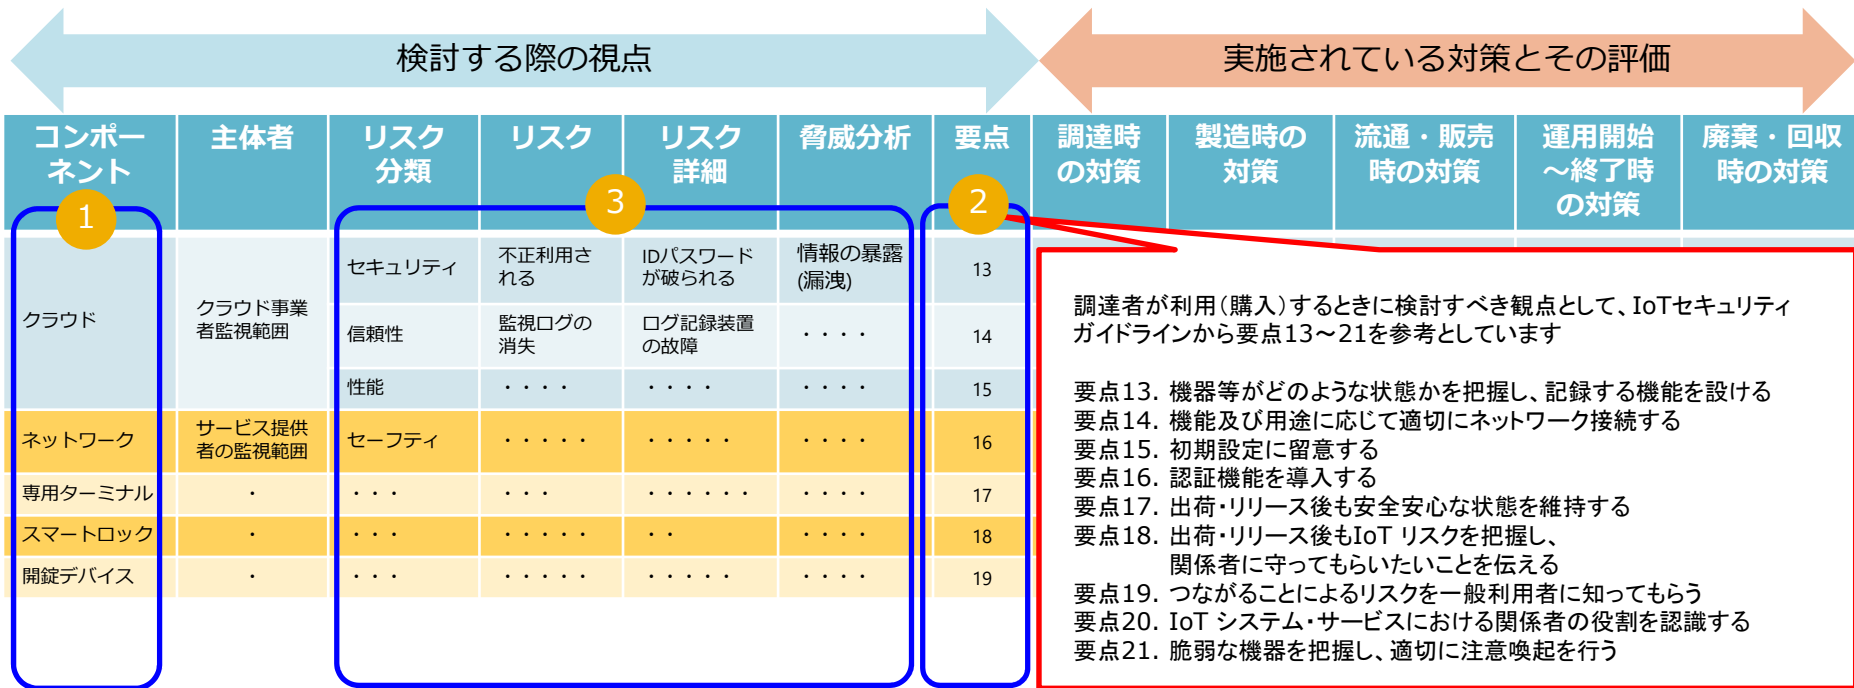 検討する際の視点
実施されている対策とその評価
コンポー
ネント
主体者
リスク
分類
リスク
リスク
詳細
脅威分析
要点
調達時
の対策
製造時の
対策
流通・販売
時の対策
運用開始
～終了時
の対策
廃棄・回収
時の対策
1
3
2
クラウド
クラウド事業
者監視範囲
セキュリティ
不正利用さ
れる
IDパスワード
が破られる
情報の暴露
(漏洩)
13
信頼性
監視ログの
消失
ログ記録装置
の故障
・・・・
14
性能
・・・・
・・・・
・・・・
15
ネットワーク
サービス提供
者の監視範囲
セーフティ
・・・・・
・・・・・
・・・・
16
専用ターミナル
・
・・・
・・・
・・・・・・
・・・・
17
スマートロック
・
・・・
・・・・・
・・
・・・・
18
開錠デバイス
・
・・・
・・・・・
・・・・・
・・・・
19
調達者が利用(購入)するときに検討すべき観点として、IoTセキュリティ
ガイドラインから要点13～21を参考としています
要点13. 機器等がどのような状態かを把握し、記録する機能を設ける
要点14. 機能及び用途に応じて適切にネットワーク接続する
要点15. 初期設定に留意する
要点16. 認証機能を導入する
要点17. 出荷・リリース後も安全安心な状態を維持する
要点18. 出荷・リリース後もIoT リスクを把握し、
関係者に守ってもらいたいことを伝える
要点19. つながることによるリスクを一般利用者に知ってもらう
要点20. IoT システム・サービスにおける関係者の役割を認識する
要点21. 脆弱な機器を把握し、適切に注意喚起を行う